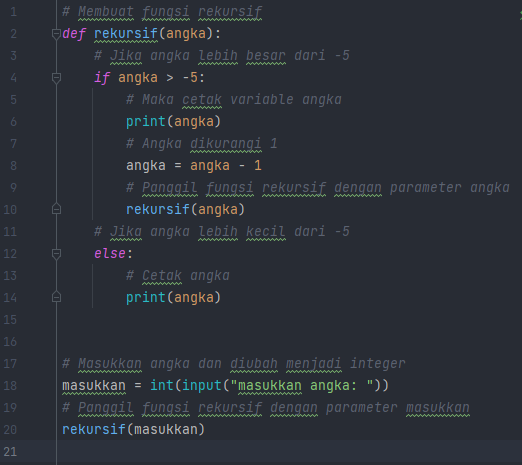 1 # Membuat fungsi rekursif
2 def rekursif(angka):
3 # Jika angka lebih besar dari -5
4 if angka > -5:
5 # Maka cetak variable angka
6 print(angka)
7 # Angka dikurangi 1
8 angka = angka - 1
9 # Panggil fungsi rekursif dengan parameter angka
10 rekursif(angka)
11 # Jika angka lebih kecil dari -5
12 else:
13 # Cetak angka
14 print(angka)
15
16
17 # Masukkan angka dan diubah menjadi integer
18 masukkan = int(input("masukkan angka: "))
19 # Panggil fungsi rekursif dengan parameter masukkan
20 rekursif(masukkan)
21